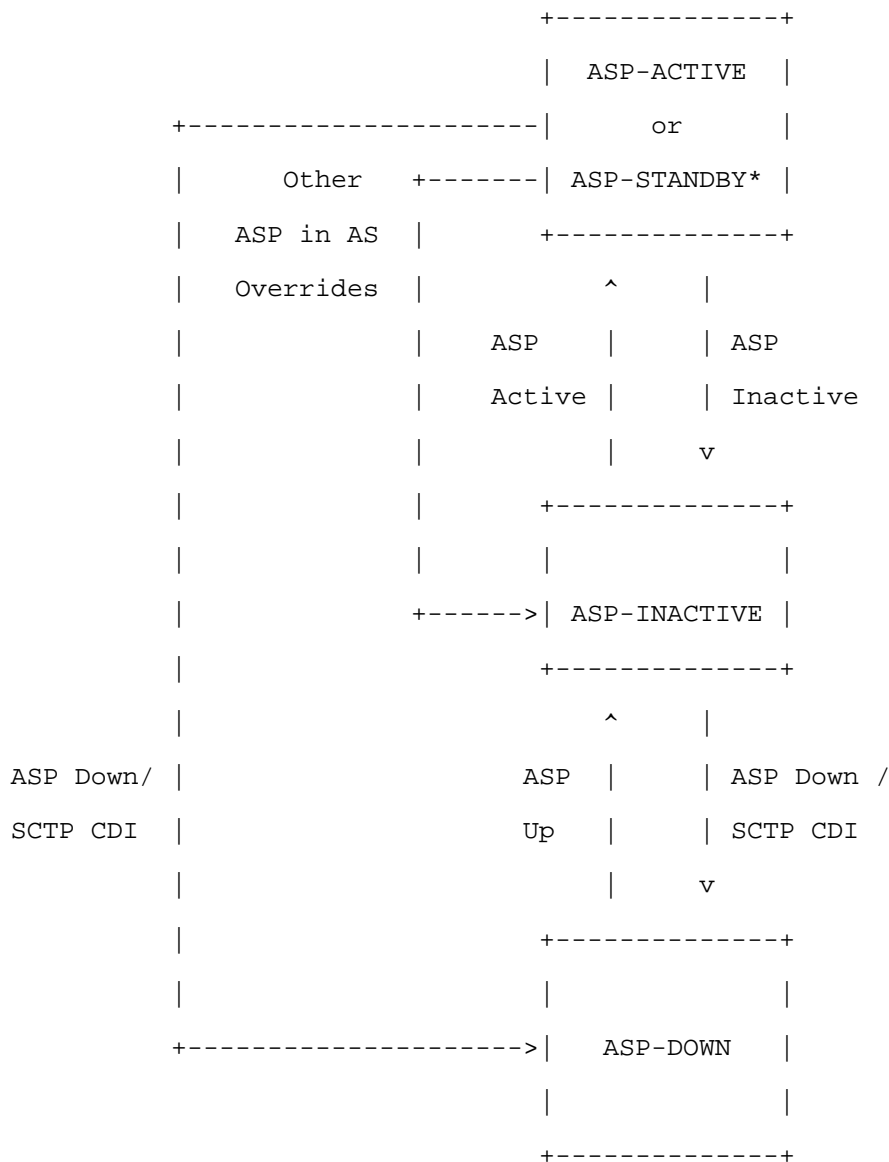 +--------------+
|  ASP-ACTIVE  |
+----------------------|      or      |
|      Other   +-------| ASP-STANDBY* |
|   ASP in AS  |       +--------------+
|   Overrides  |           ^     |
|              |    ASP    |     | ASP
|              |    Active |     | Inactive
|              |           |     v
|              |       +--------------+
|              |       |              |
|              +------>| ASP-INACTIVE |
|                      +--------------+
|                          ^     |
ASP Down/ |                     ASP  |     | ASP Down /
SCTP CDI  |                     Up   |     | SCTP CDI
|                          |     v
|                      +--------------+
|                      |              |
+--------------------->|   ASP-DOWN   |
|              |
+--------------+